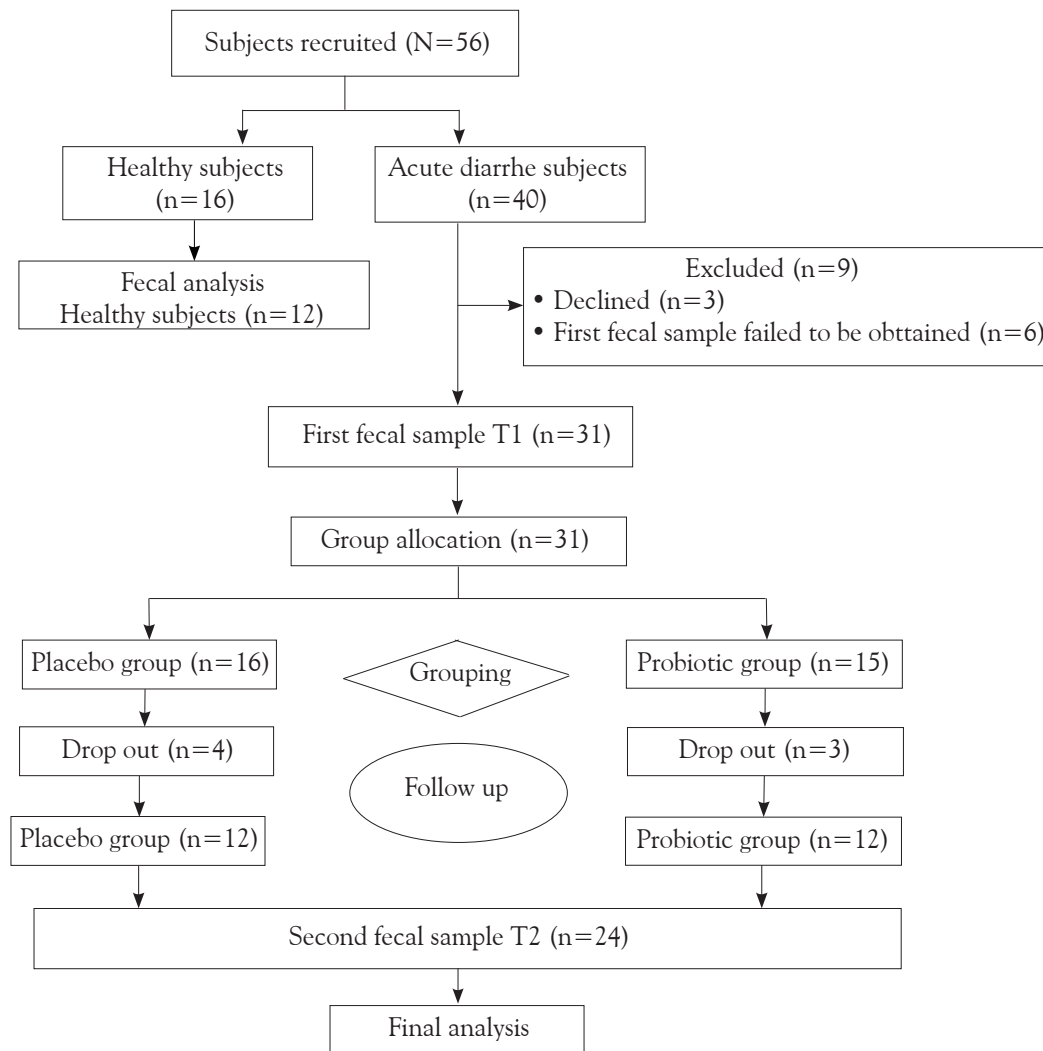 Subjects recruited (N=56)
Healthy subjects
(n=16)
Acute diarrhe subjects
(n=40)
Fecal analysis
Healthy subjects (n=12)
Excluded (n=9)
• Declined (n=3)
• First fecal sample failed to be obttained (n=6)
First fecal sample T1 (n=31)
Group allocation (n=31)
Placebo group (n=16)
Grouping
Probiotic group (n=15)
Drop out (n=4)
Drop out (n=3)
Follow up
Placebo group (n=12)
Probiotic group (n=12)
Second fecal sample T2 (n=24)
Final analysis